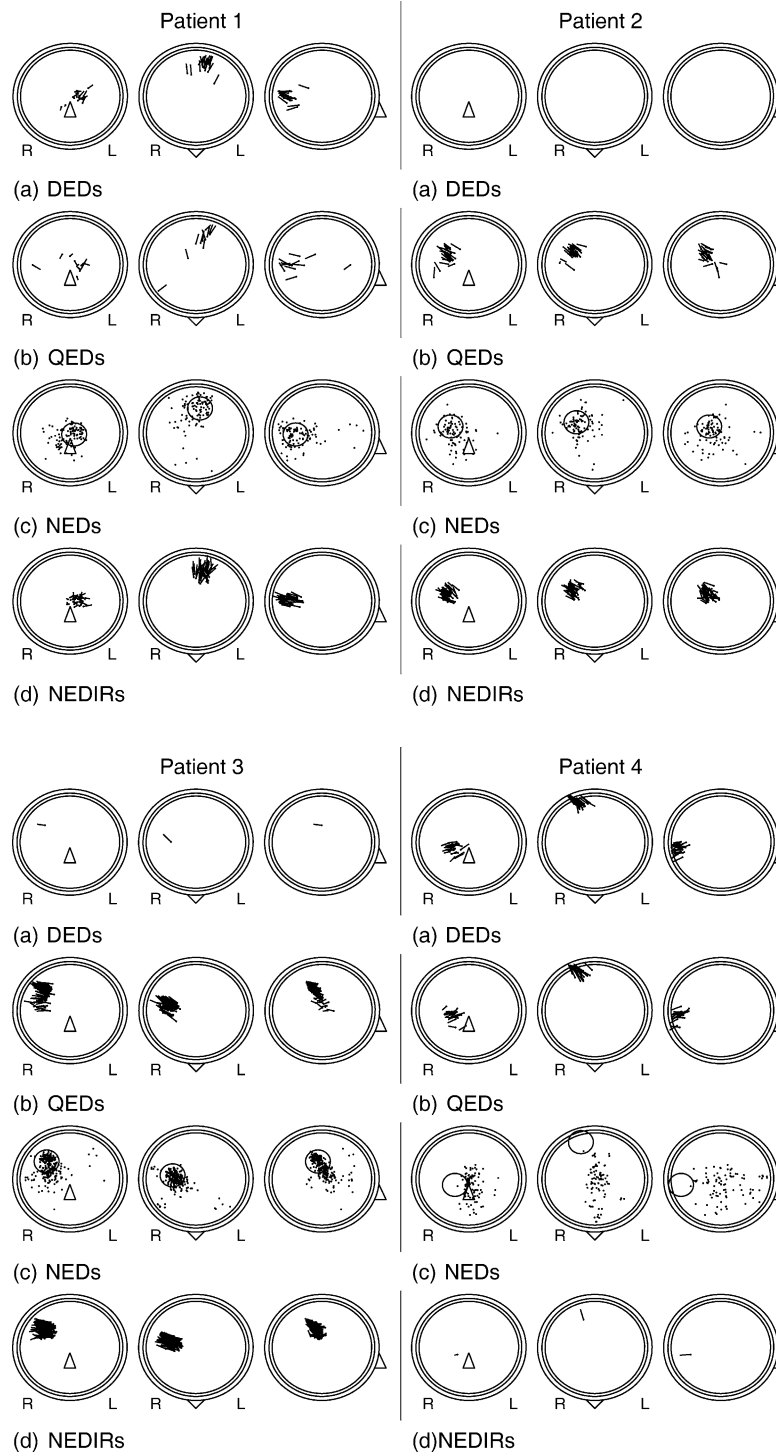 Patient 1 Patient 2
R L R L R L R L
(a) DEDs (a) DEDs
R L R L R L R L
(b) QEDs (b) QEDs
R L R L R L R L
(c) NEDs (c) NEDs
R L R L R L R L
(d) NEDIRs (d) NEDIRs
Patient 3 Patient 4
R L R L R L R L
(a) DEDs (a) DEDs
R L R L R L R L
(b) QEDs (b) QEDs
R L R L R L R L
(c) NEDs (c) NEDs
R L R L R L R L
(d) NEDIRs (d)NEDIRs